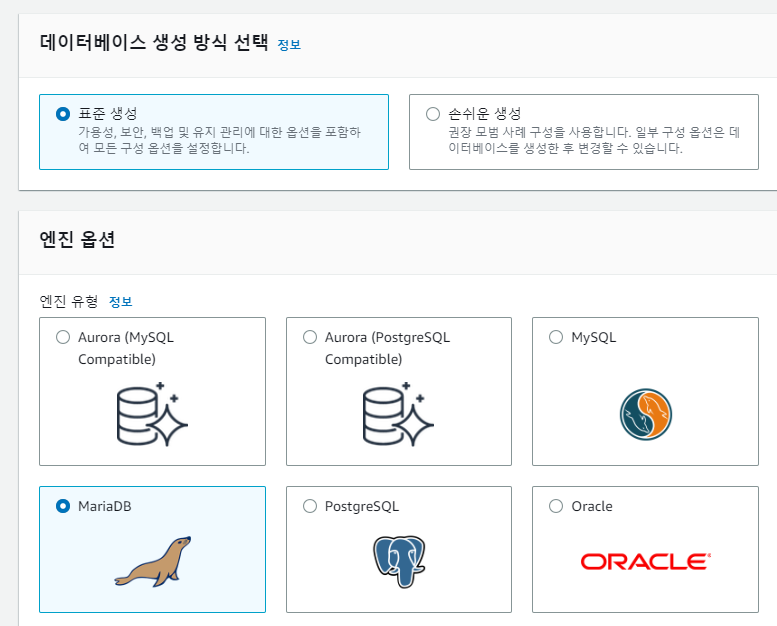 데이터베이스 생성 방식 선택 정보
표준 생성
가용성, 보안, 백업 및 유지 관리에 대한 옵션을 포함하
여 모든 구성 옵션을 설정합니다.
손쉬운 생성
권장 모범 사례 구성을 사용합니다. 일부 구성 옵션은 데
이터베이스를 생성한 후 변경할 수 있습니다.
엔진 옵션
엔진 유형 정보
Aurora (MySQL
Compatible)
Aurora (PostgreSQL
Compatible)
MySQL
MariaDB
PostgreSQL
Oracle
ORACLE®